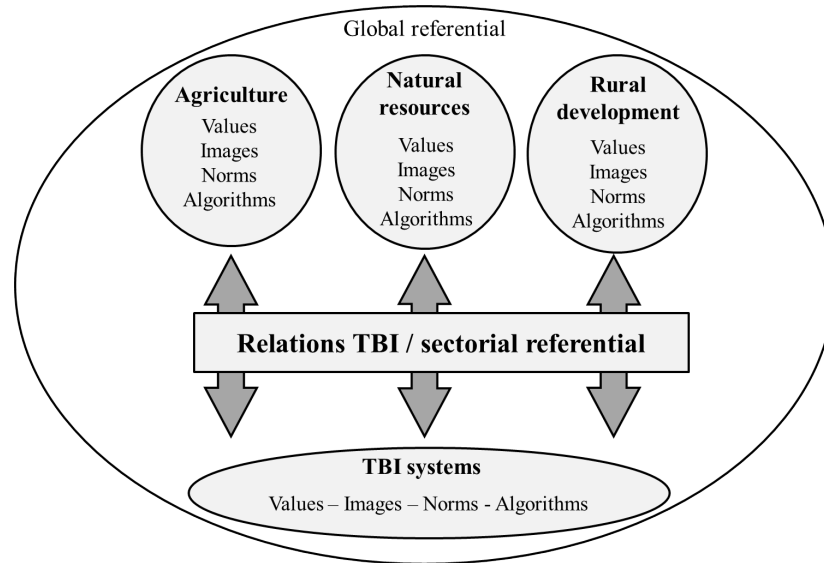 Global referential
Agriculture
Values
Images
Norms
Algorithms
Natural
resources
Values
Images
Norms
Algorithms
Rural
development
Values
Images
Norms
Algorithms
Relations TBI / sectorial referential
TBI systems
Values – Images – Norms - Algorithms